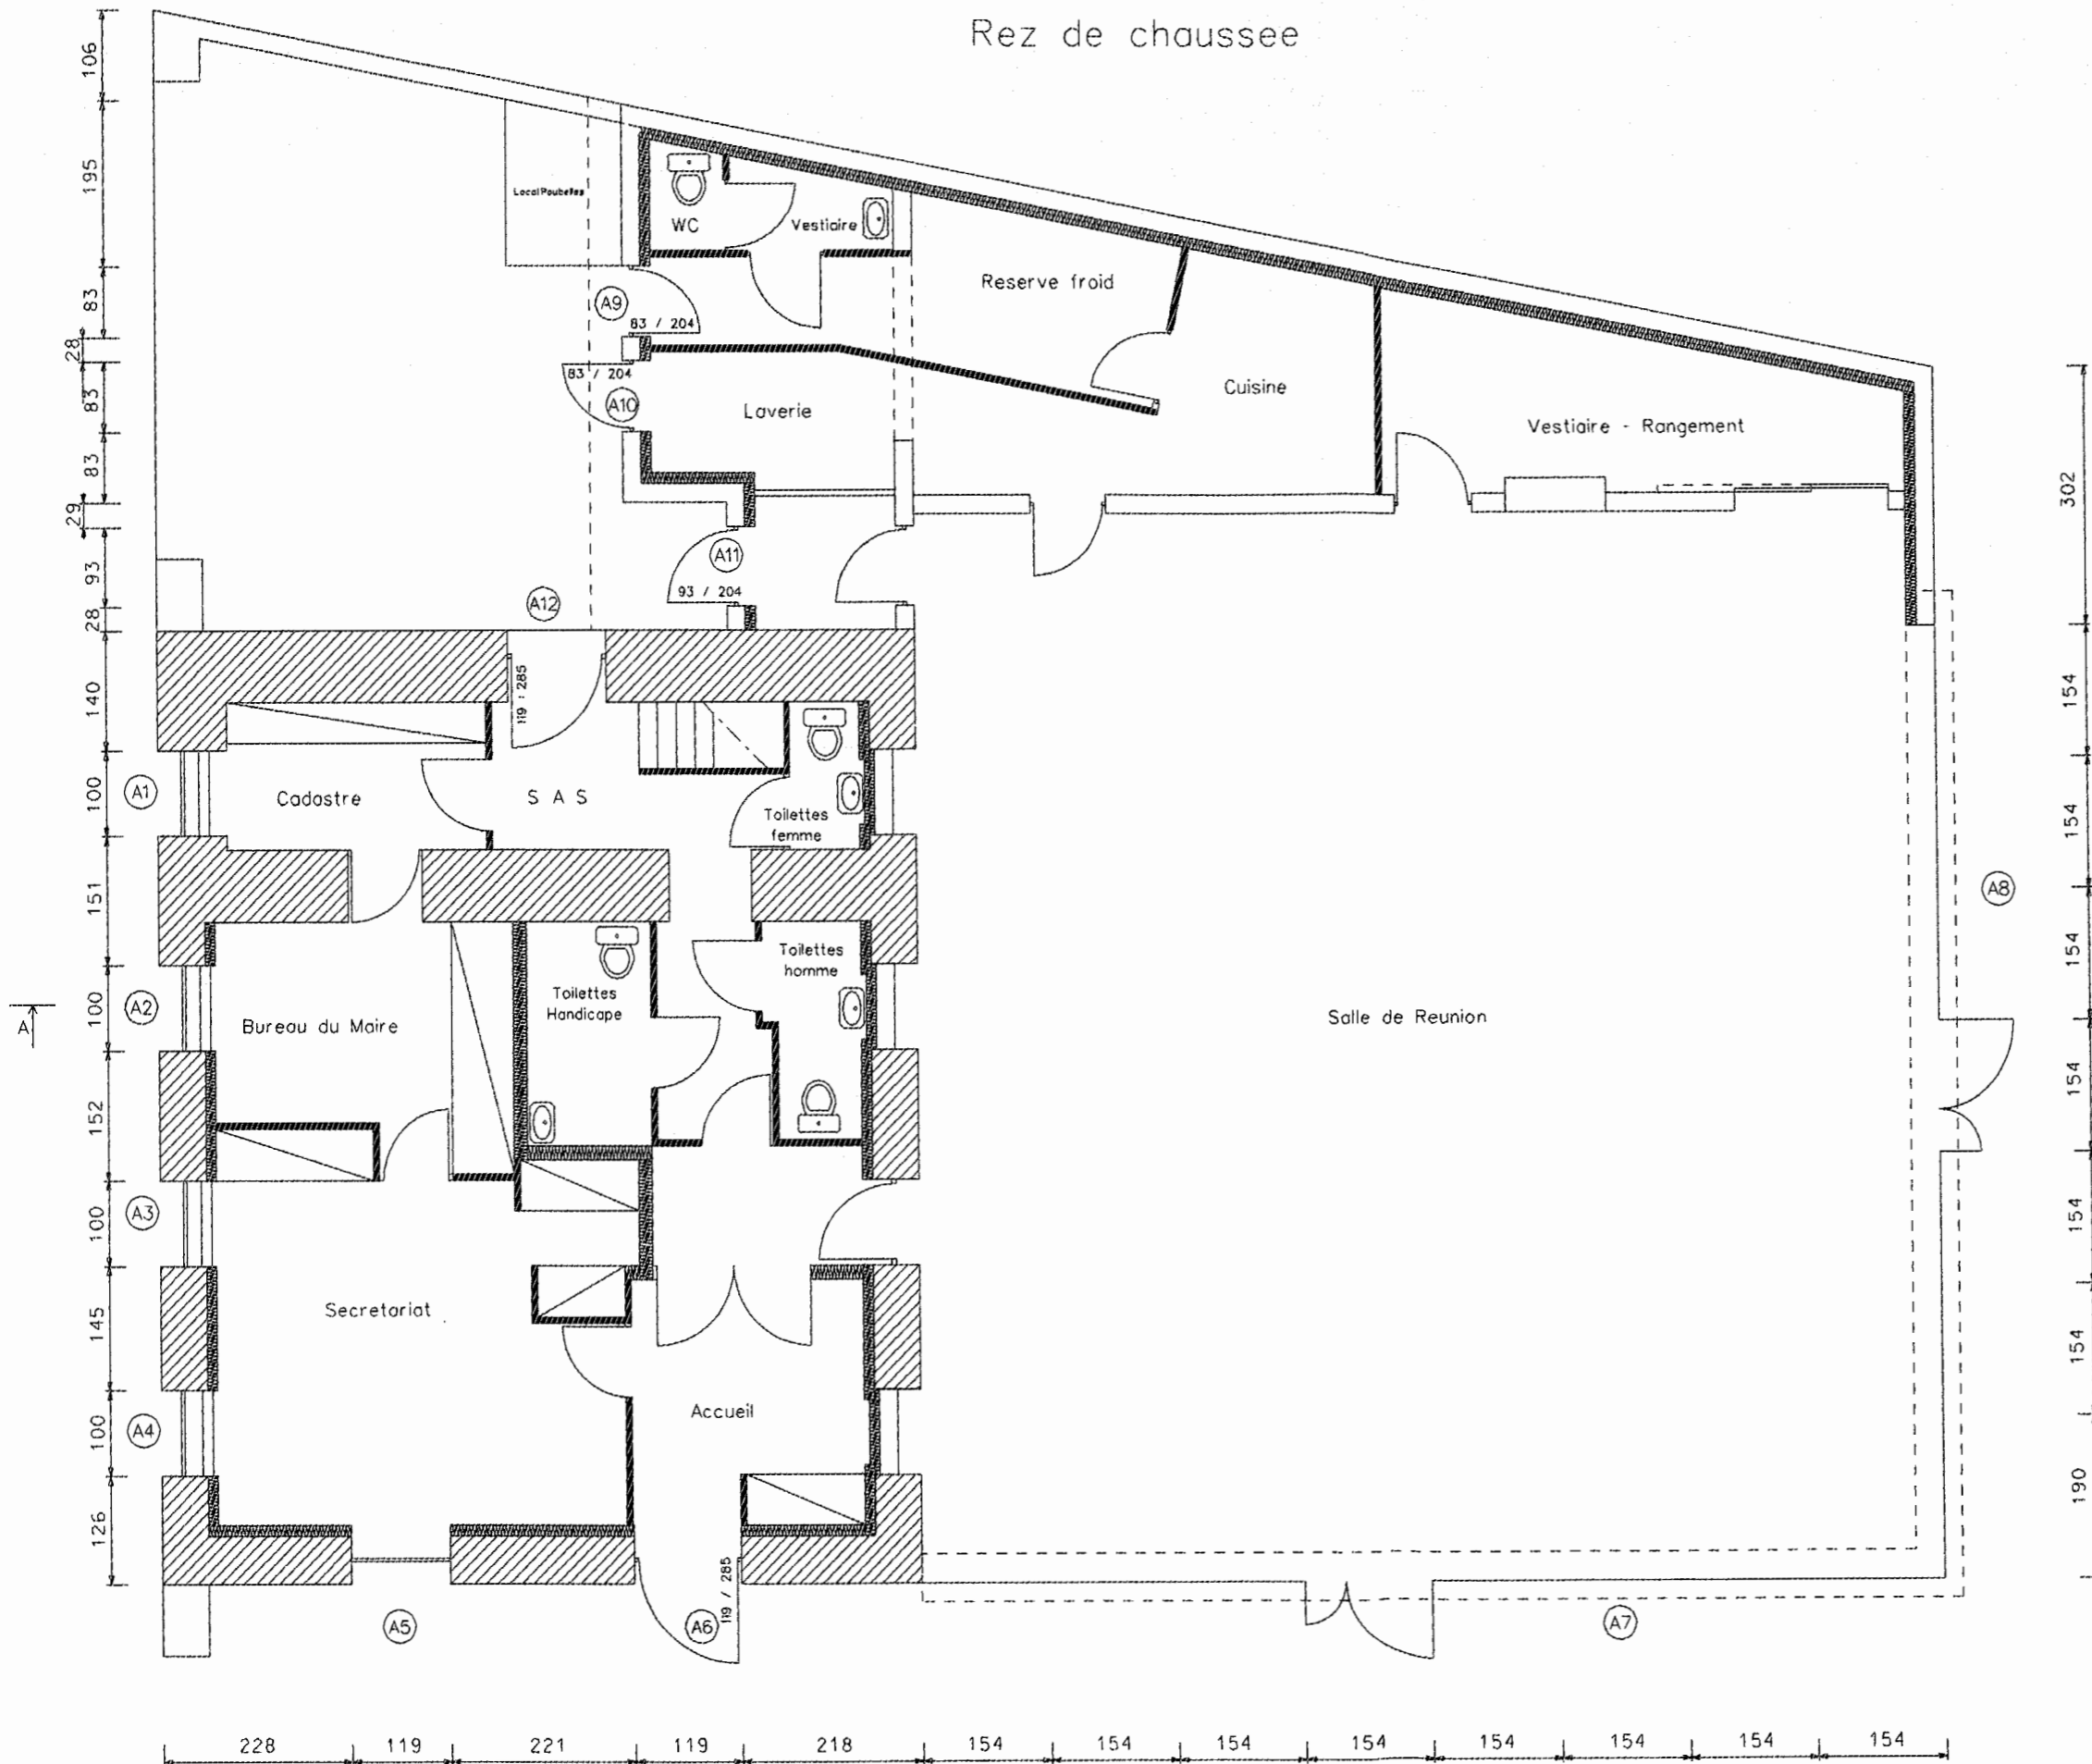 Rez de chaussee
106
195
83
28
83
83
29
93
28
140
100
151
100
152
100
145
100
126
Local Poubelles
WC
Vestiaire
Reserve froid
A9
83 / 204
83 / 204
A10
Laverie
Cuisine
Vestiaire - Rangement
A11
93 / 204
A12
119 : 285
A1
Cadastre
S A S
Toilettes
femme
A2
Bureau du Maire
Toilettes
Handicape
Toilettes
homme
Salle de Reunion
A
A3
Secretariat
A4
Accueil
A5
A6
119 / 285
A7
A8
302
154
154
154
154
154
154
190
228
119
221
119
218
154
154
154
154
154
154
154
154